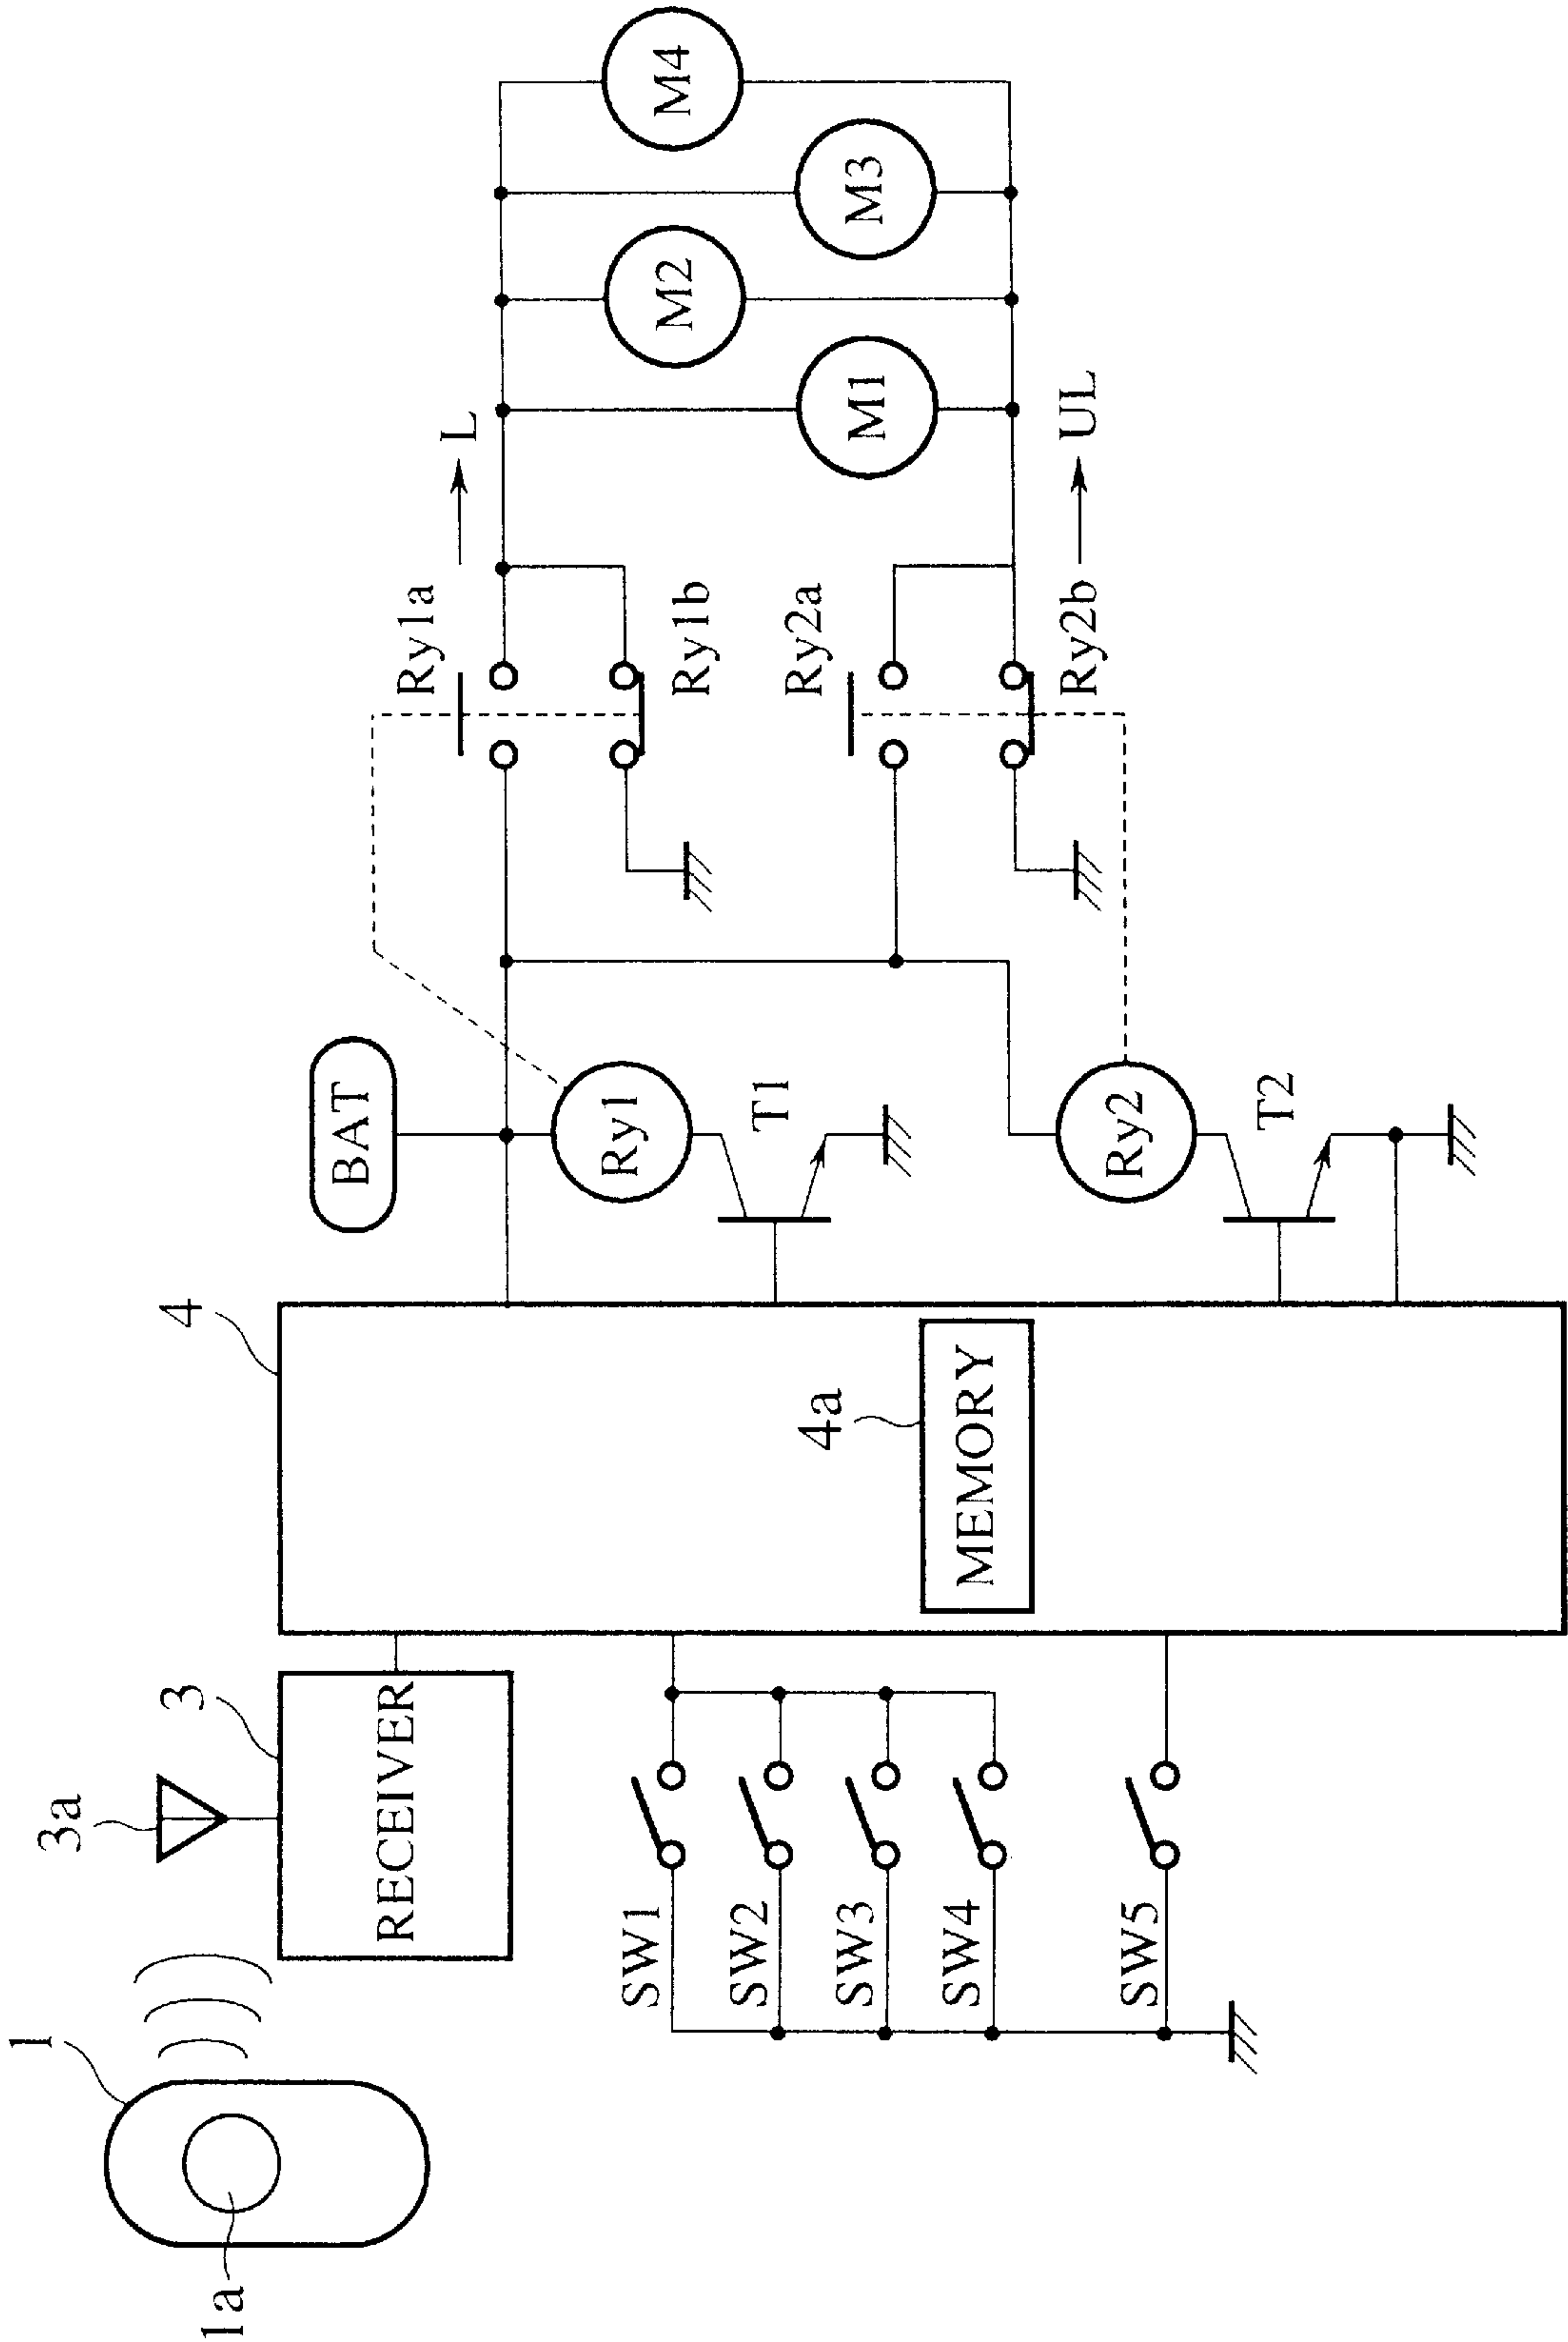 1
1a
3a
3
RECEIVER
4
4a
MEMORY
SW1
SW2
SW3
SW4
SW5
BAT
Ry1
T1
Ry2
T2
Ry1a
Ry1b
Ry2a
Ry2b
L
UL
M1
M2
M3
M4